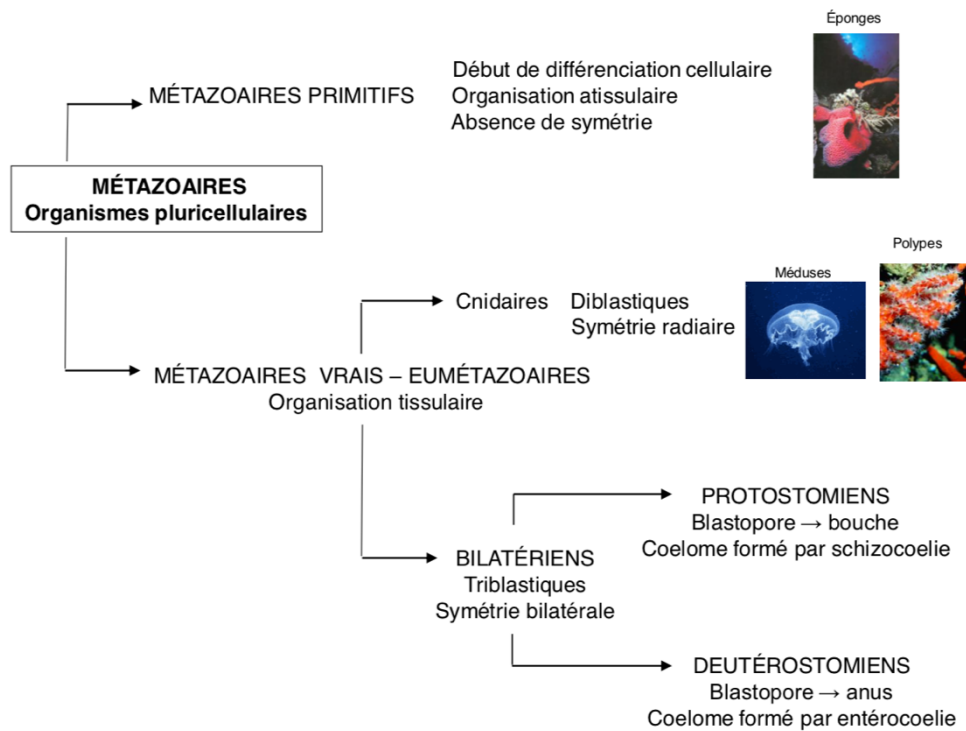 Éponges
Début de différenciation cellulaire
MÉTAZOAIRES PRIMITIFS
Organisation atissulaire
Absence de symétrie
MÉTAZOAIRES
Organismes pluricellulaires
Polypes
Méduses
Cnidaires Diblastiques
Symétrie radiaire
MÉTAZOAIRES VRAIS – EUMÉTAZOAIRES
Organisation tissulaire
PROTOSTOMIENS
Blastopore → bouche
Coelome formé par schizocoelie
BILATÉRIENS
Triblastiques
Symétrie bilatérale
DEUTÉROSTOMIENS
Blastopore → anus
Coelome formé par entérocoelie